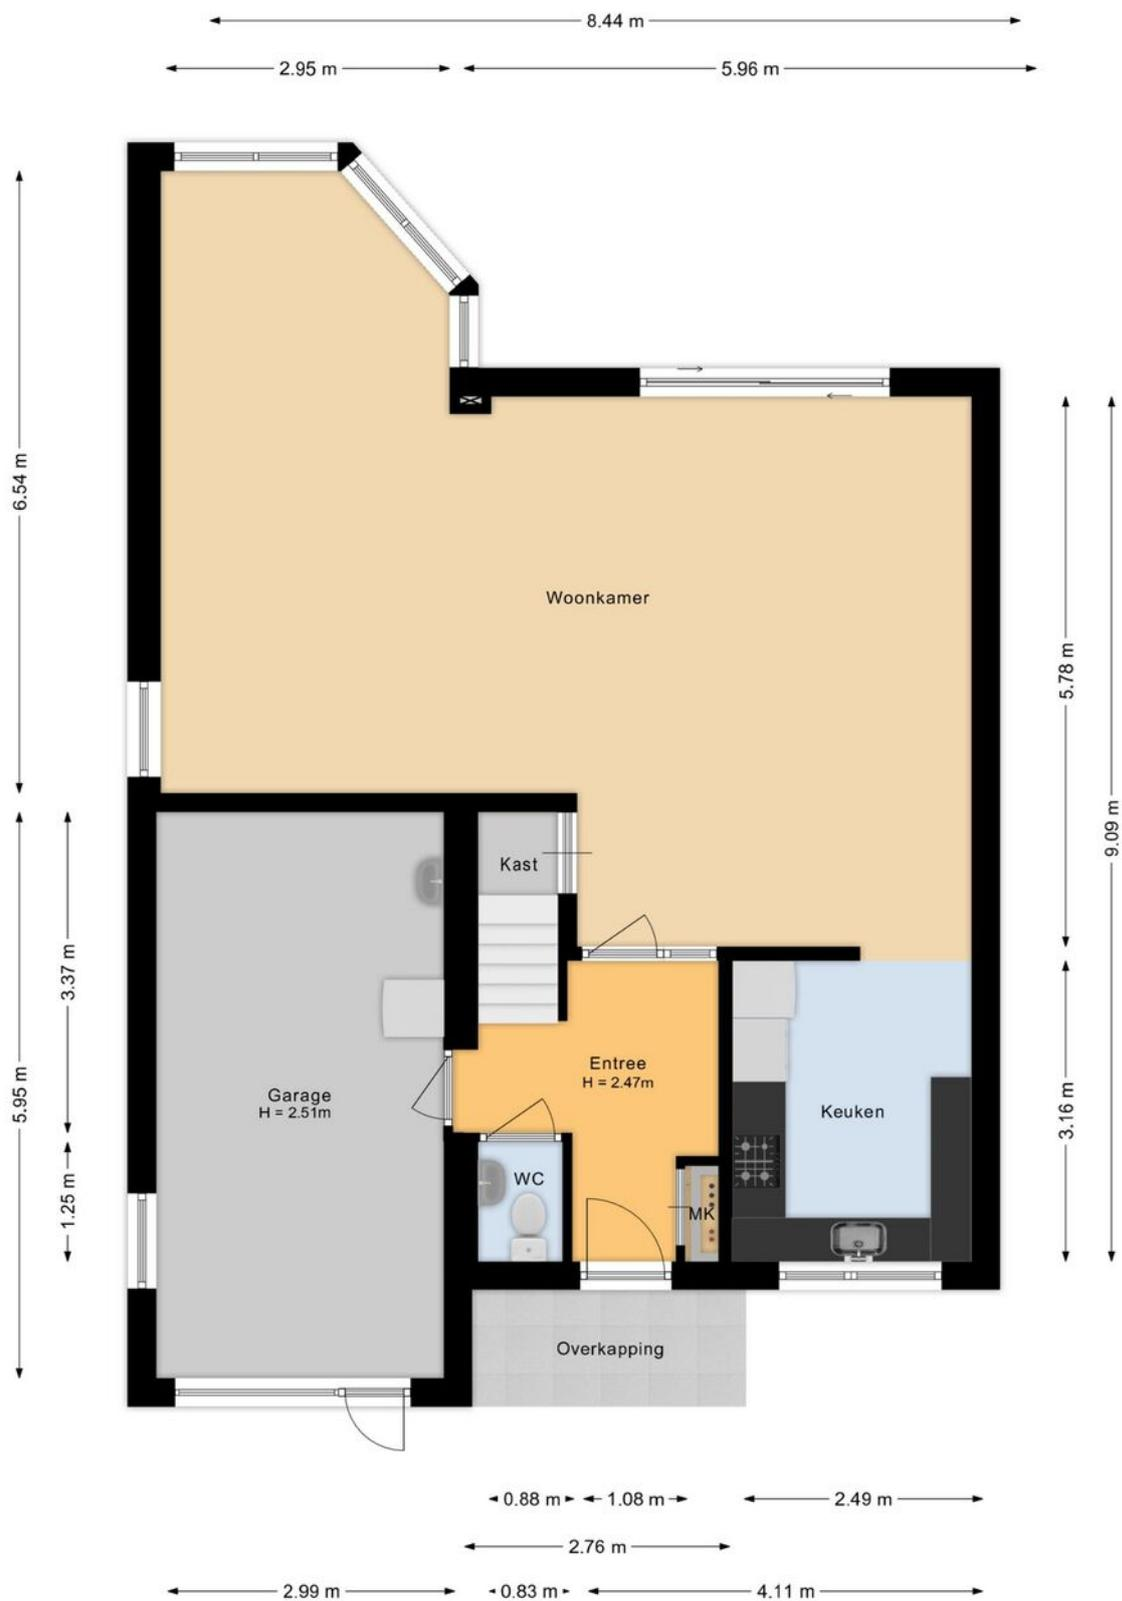 8.44 m
2.95 m
5.96 m
6.54 m
Woonkamer
5.78 m
9.09 m
Kast
3.37 m
5.95 m
Entree
H = 2.47m
Garage
H = 2.51m
Keuken
3.16 m
WC
1.25 m
MK
Overkapping
0.88 m
1.08 m
2.49 m
2.76 m
2.99 m
0.83 m
4.11 m